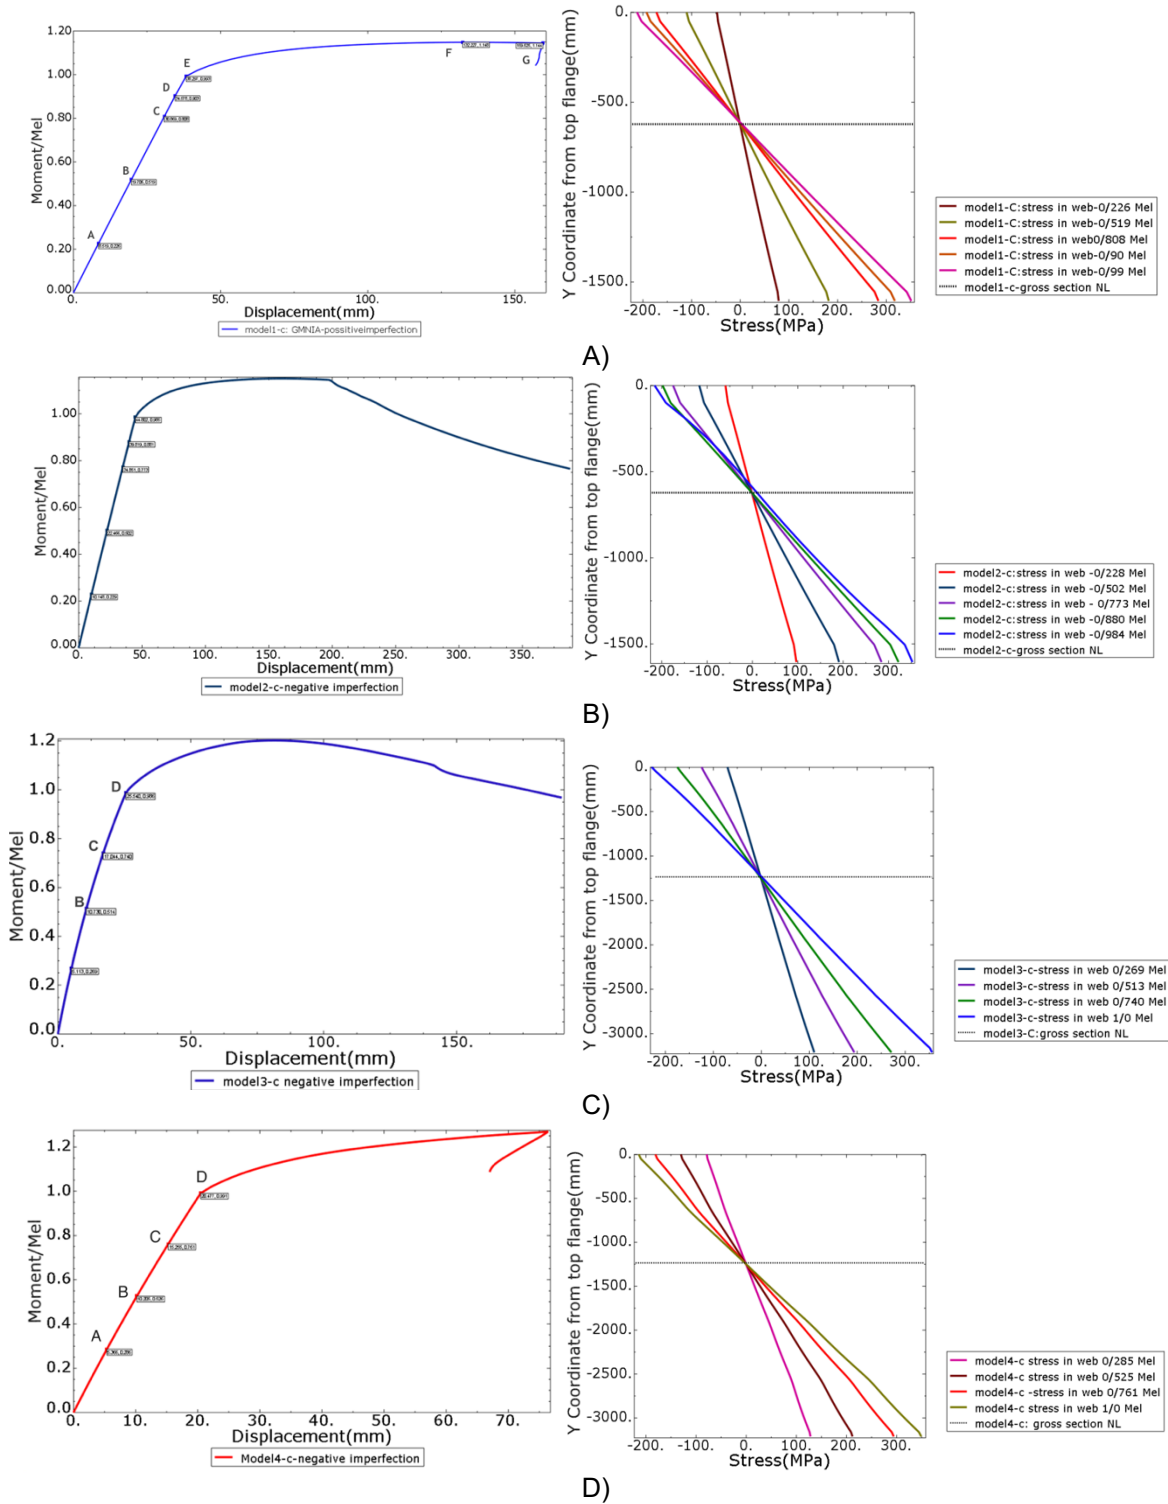 1.20
1.00
0.80
0.60
0.40
0.20
0.00
Moment/Mel
A
B
C
D
E
F
G
0. 50. 100. 150.
Displacement(mm)
model1-c: GMNIA-possitiveimperfection
0.
-500.
-1000.
-1500.
Y Coordinate from top flange(mm)
-200. -100. 0. 100. 200. 300.
Stress(MPa)
model1-C:stress in web-0/226 Mel
model1-C:stress in web-0/519 Mel
model1-C:stress in web0/808 Mel
model1-C:stress in web-0/90 Mel
model1-C:stress in web-0/99 Mel
model1-c-gross section NL
A)
1.00
0.80
0.60
0.40
0.20
0.00
Moment/Mel
0. 50. 100. 150. 200. 250. 300. 350.
Displacement(mm)
model2-c-negative imperfection
0.
-500.
-1000.
-1500.
Y Coordinate from top flange(mm)
-200. -100. 0. 100. 200. 300.
Stress(MPa)
model2-c:stress in web -0/228 Mel
model2-c:stress in web -0/502 Mel
model2-c:stress in web - 0/773 Mel
model2-c:stress in web -0/880 Mel
model2-c:stress in web -0/984 Mel
model2-c-gross section NL
B)
1.2
1.0
0.8
0.6
0.4
0.2
0.0
Moment/Mel
B
C
D
0. 50. 100. 150.
Displacement(mm)
model3-c negative imperfection
0.
-500.
-1000.
-1500.
-2000.
-2500.
-3000.
Y Coordinate from top flange(mm)
-200. -100. 0. 100. 200. 300.
Stress(MPa)
model3-c-stress in web 0/269 Mel
model3-c-stress in web 0/513 Mel
model3-c-stress in web 0/740 Mel
model3-c-stress in web 1/0 Mel
model3-C:gross section NL
C)
1.2
1.0
0.8
0.6
0.4
0.2
0.0
Moment/Mel
A
B
C
D
0. 10. 20. 30. 40. 50. 60. 70.
Displacement(mm)
Model4-c-negative imperfection
0.
-500.
-1000.
-1500.
-2000.
-2500.
-3000.
Y Coordinate from top flange(mm)
-200. -100. 0. 100. 200. 300.
Stress(MPa)
model4-c stress in web 0/285 Mel
model4-c stress in web 0/525 Mel
model4-c -stress in web 0/761 Mel
model4-c stress in web 1/0 Mel
model4-c: gross section NL
D)